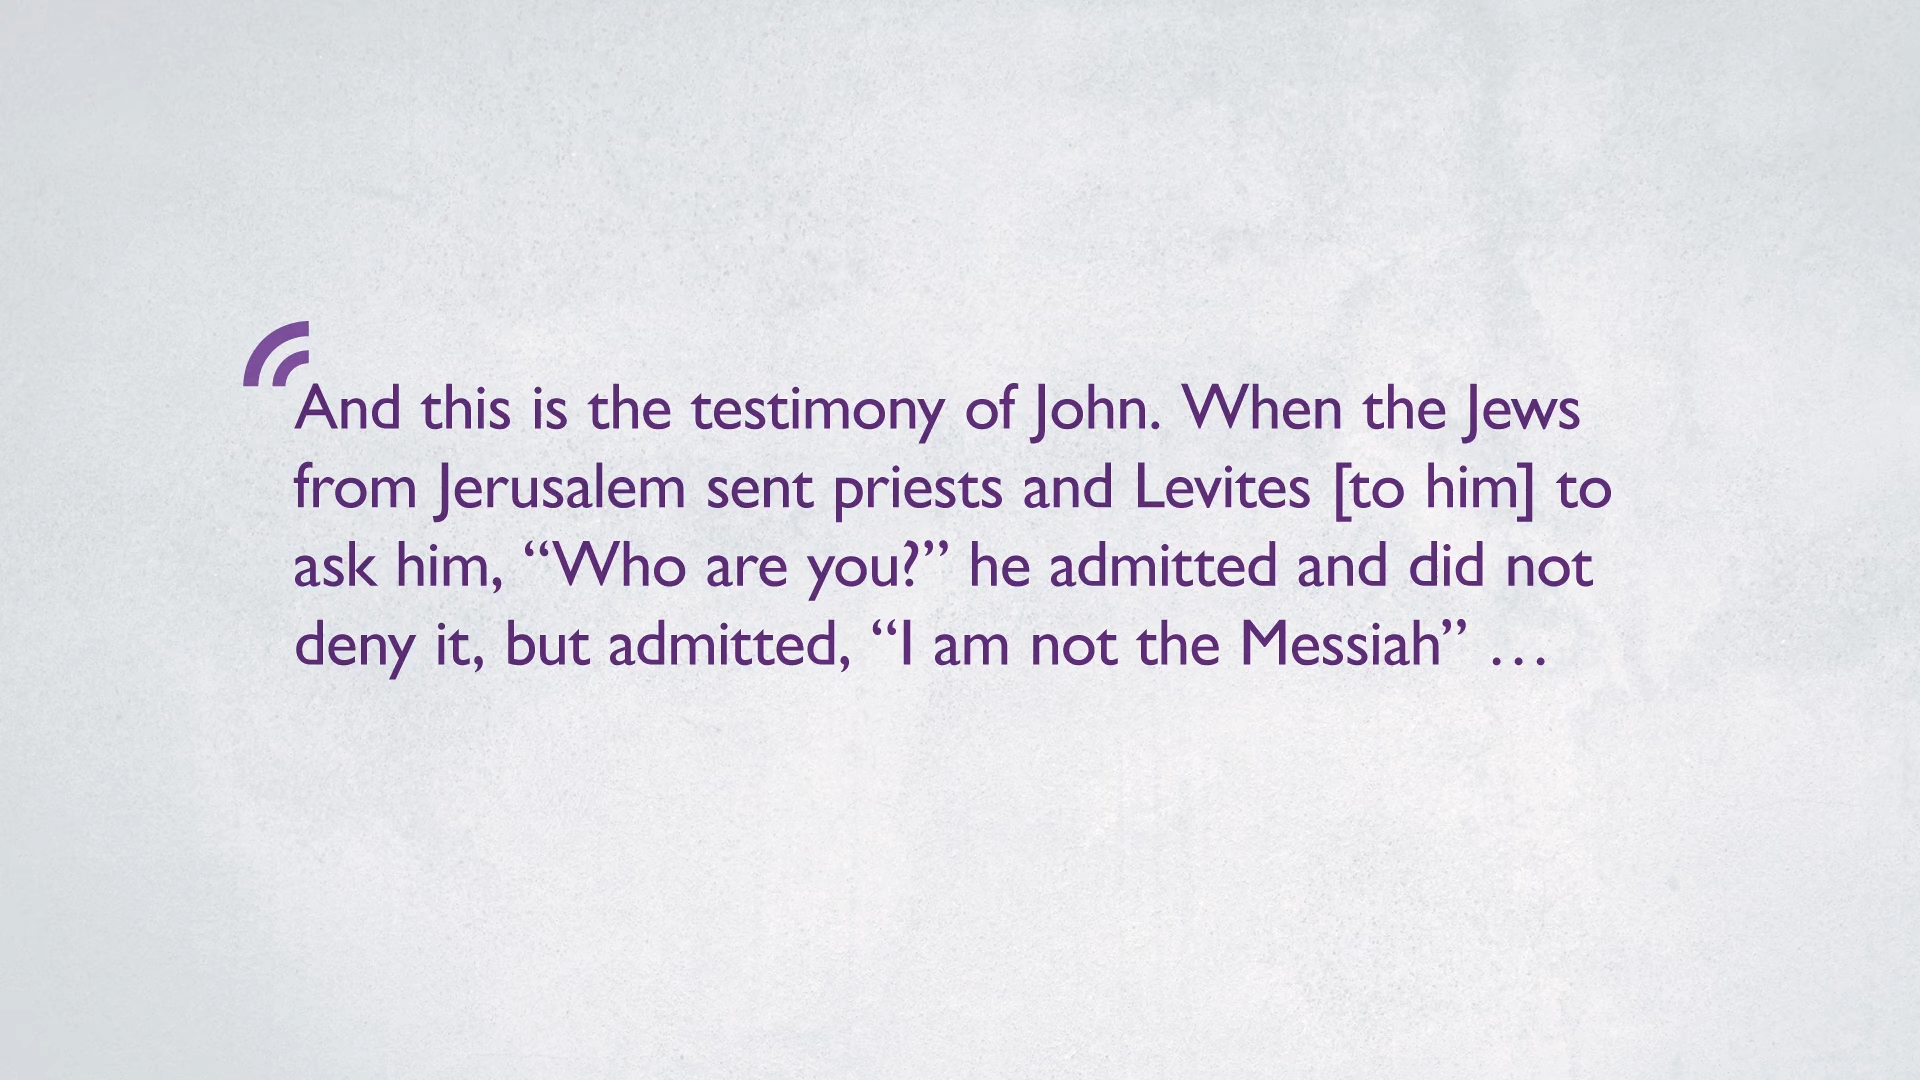 And this is the testimony of John. When the Jews
from Jerusalem sent priests and Levites [to him] to
ask him, “Who are you?” he admitted and did not
deny it, but admitted, “I am not the Messiah” …